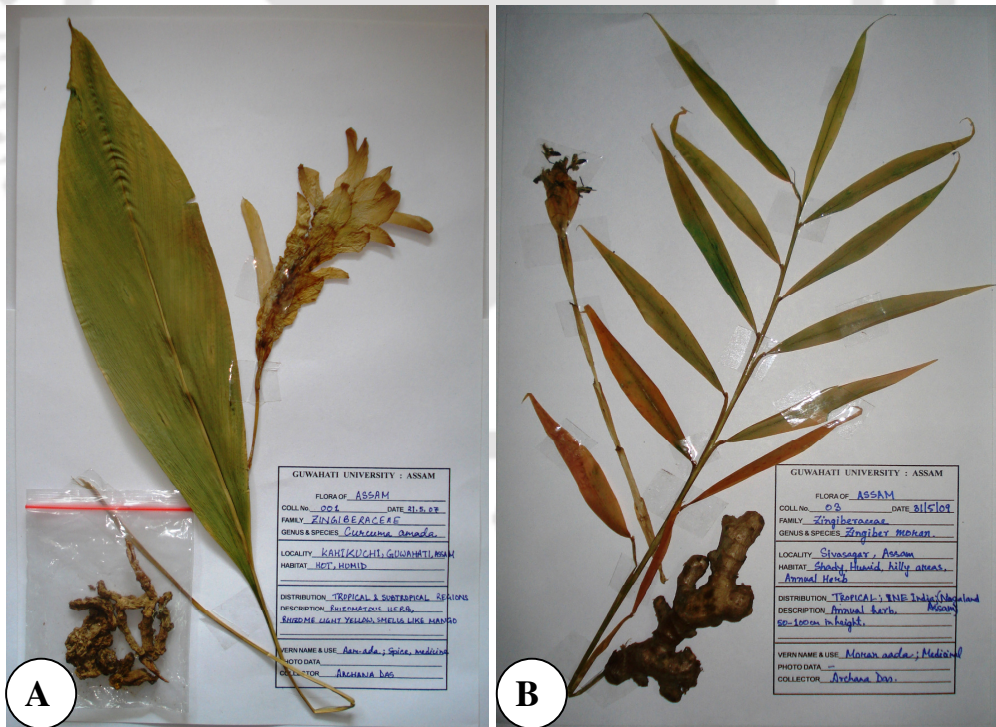 GUWAHATI UNIVERSITY : ASSAM
FLORA OF ASSAM
COLL No. 001 DATE 21.5.07
FAMILY ZINGIBERACEAE
GENUS & SPECIES Curcuma amada
LOCALITY KAHIKUCHI, GUWAHATI, ASSAM
HABITAT HOT, HUMID
DISTRIBUTION TROPICAL & SUBTROPICAL REGIONS
DESCRIPTION RHIZOMATOUS HERB,
RHIZOME LIGHT YELLOW, SMELLS LIKE MANGO
VERN NAME & USE Aam-ada; Spice, medicine
PHOTO DATA
COLLECTOR ARCHANA DAS
A
GUWAHATI UNIVERSITY : ASSAM
FLORA OF ASSAM
COLL No. 03 DATE 31/5/09
FAMILY Zingiberaceae
GENUS & SPECIES Zingiber moran.
LOCALITY Sivasagar, Assam
HABITAT Shady, Humid, hilly areas,
Annual Herb
DISTRIBUTION TROPICAL; NE India; (Nagaland
DESCRIPTION Annual herb. Assam)
50-100cm in height.
VERN NAME & USE Moran aada; Medicinal
PHOTO DATA –
COLLECTOR Archana Das.
B